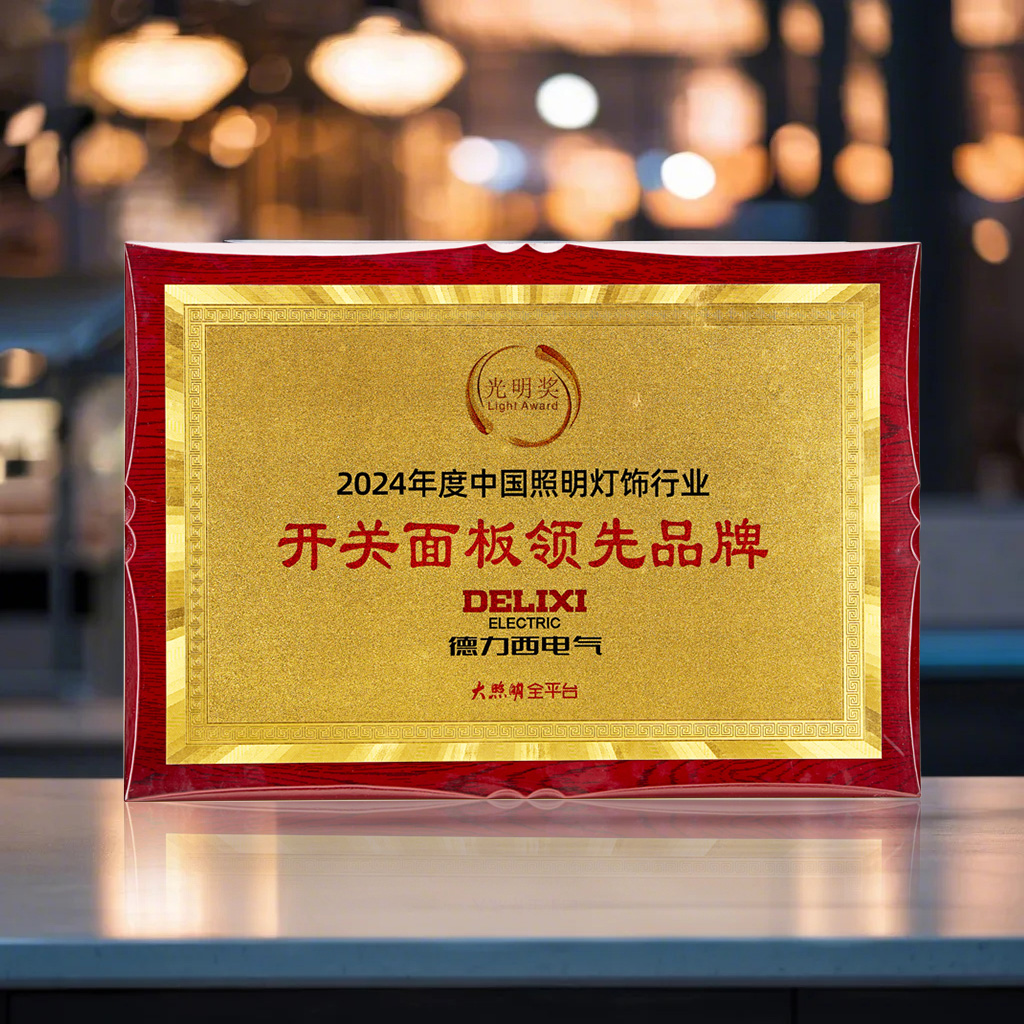 光明奖
Light Award
2024年度中国照明灯饰行业
开关面板领先品牌
DELIXI
ELECTRIC
德力西电气
大照明全平台